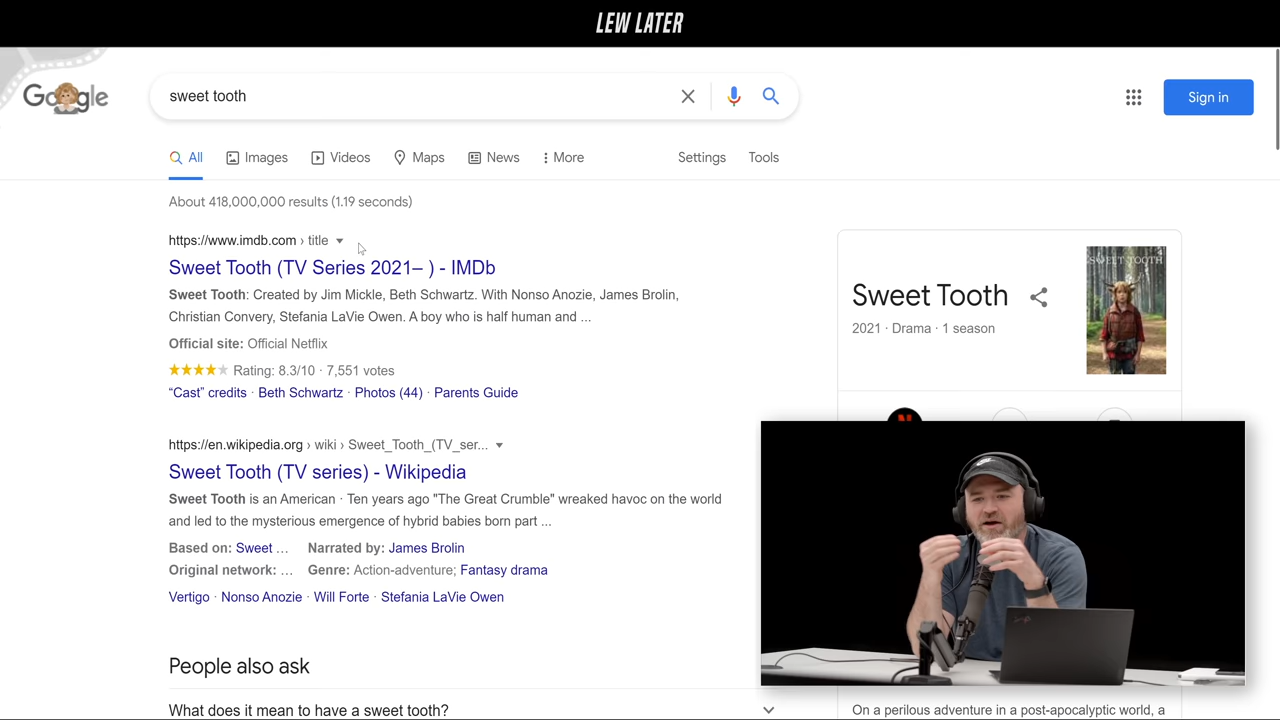 LEW LATER
Google
sweet tooth
Sign in
All Images Videos Maps News More Settings Tools
About 418,000,000 results (1.19 seconds)
https://www.imdb.com › title
Sweet Tooth (TV Series 2021– ) - IMDb
Sweet Tooth: Created by Jim Mickle, Beth Schwartz. With Nonso Anozie, James Brolin,
Christian Convery, Stefania LaVie Owen. A boy who is half human and ...
Official site: Official Netflix
Rating: 8.3/10 · 7,551 votes
“Cast” credits · Beth Schwartz · Photos (44) · Parents Guide
https://en.wikipedia.org › wiki › Sweet_Tooth_(TV_ser...
Sweet Tooth (TV series) - Wikipedia
Sweet Tooth is an American · Ten years ago "The Great Crumble" wreaked havoc on the world
and led to the mysterious emergence of hybrid babies born part ...
Based on: Sweet ... Narrated by: James Brolin
Original network: ... Genre: Action-adventure; Fantasy drama
Vertigo · Nonso Anozie · Will Forte · Stefania LaVie Owen
People also ask
What does it mean to have a sweet tooth?
Sweet Tooth
2021 · Drama · 1 season
SWEET TOOTH
On a perilous adventure in a post-apocalyptic world, a